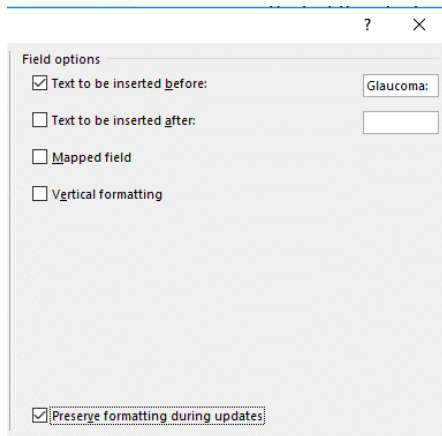 ? ×
Field options
Text to be inserted before: Glaucoma:
Text to be inserted after:
Mapped field
Vertical formatting
Preserve formatting during updates